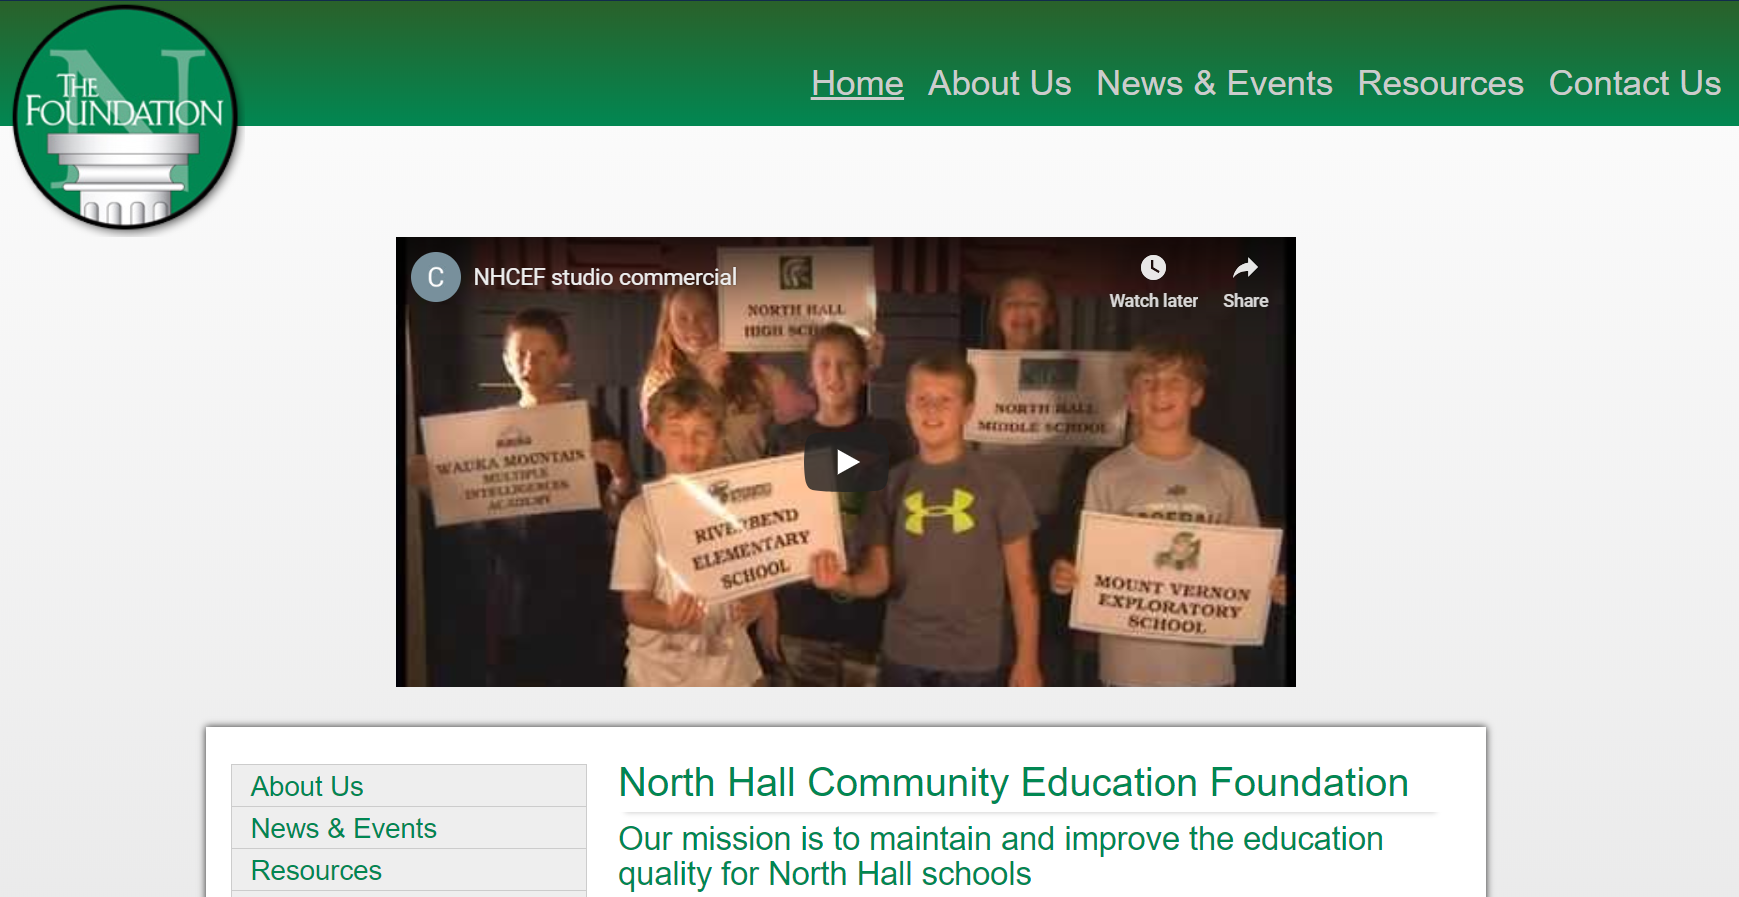 THE
FOUNDATION
N
Home
About Us
News & Events
Resources
Contact Us
C
NHCEF studio commercial
Watch later
Share
NORTH HALL
HIGH SCH
NORTH HALL
MIDDLE SCHOOL
WAUKA MOUNTAIN
MULTIPLE
INTELLIGENCES
ACADEMY
RIVERBEND
ELEMENTARY
SCHOOL
MOUNT VERNON
EXPLORATORY
SCHOOL
About Us
News & Events
Resources
North Hall Community Education Foundation
Our mission is to maintain and improve the education
quality for North Hall schools